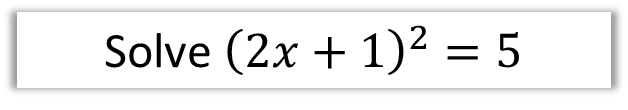 Solve (2x + 1)² = 5